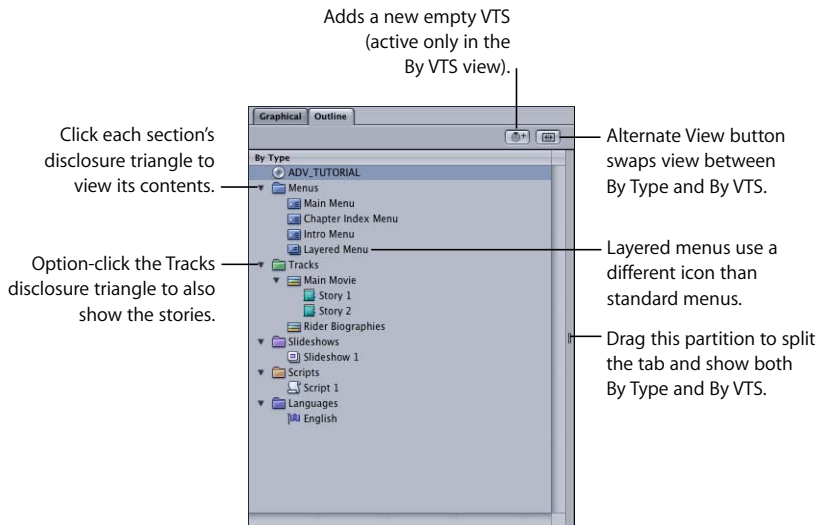 Adds a new empty VTS
(active only in the
By VTS view).
Click each section's
disclosure triangle to
view its contents.
Option-click the Tracks
disclosure triangle to also
show the stories.
Graphical
Outline
By Type
ADV_TUTORIAL
Menus
Main Menu
Chapter Index Menu
Intro Menu
Layered Menu
Tracks
Main Movie
Story 1
Story 2
Rider Biographies
Slideshows
Slideshow 1
Scripts
Script 1
Languages
English
Alternate View button
swaps view between
By Type and By VTS.
Layered menus use a
different icon than
standard menus.
Drag this partition to split
the tab and show both
By Type and By VTS.